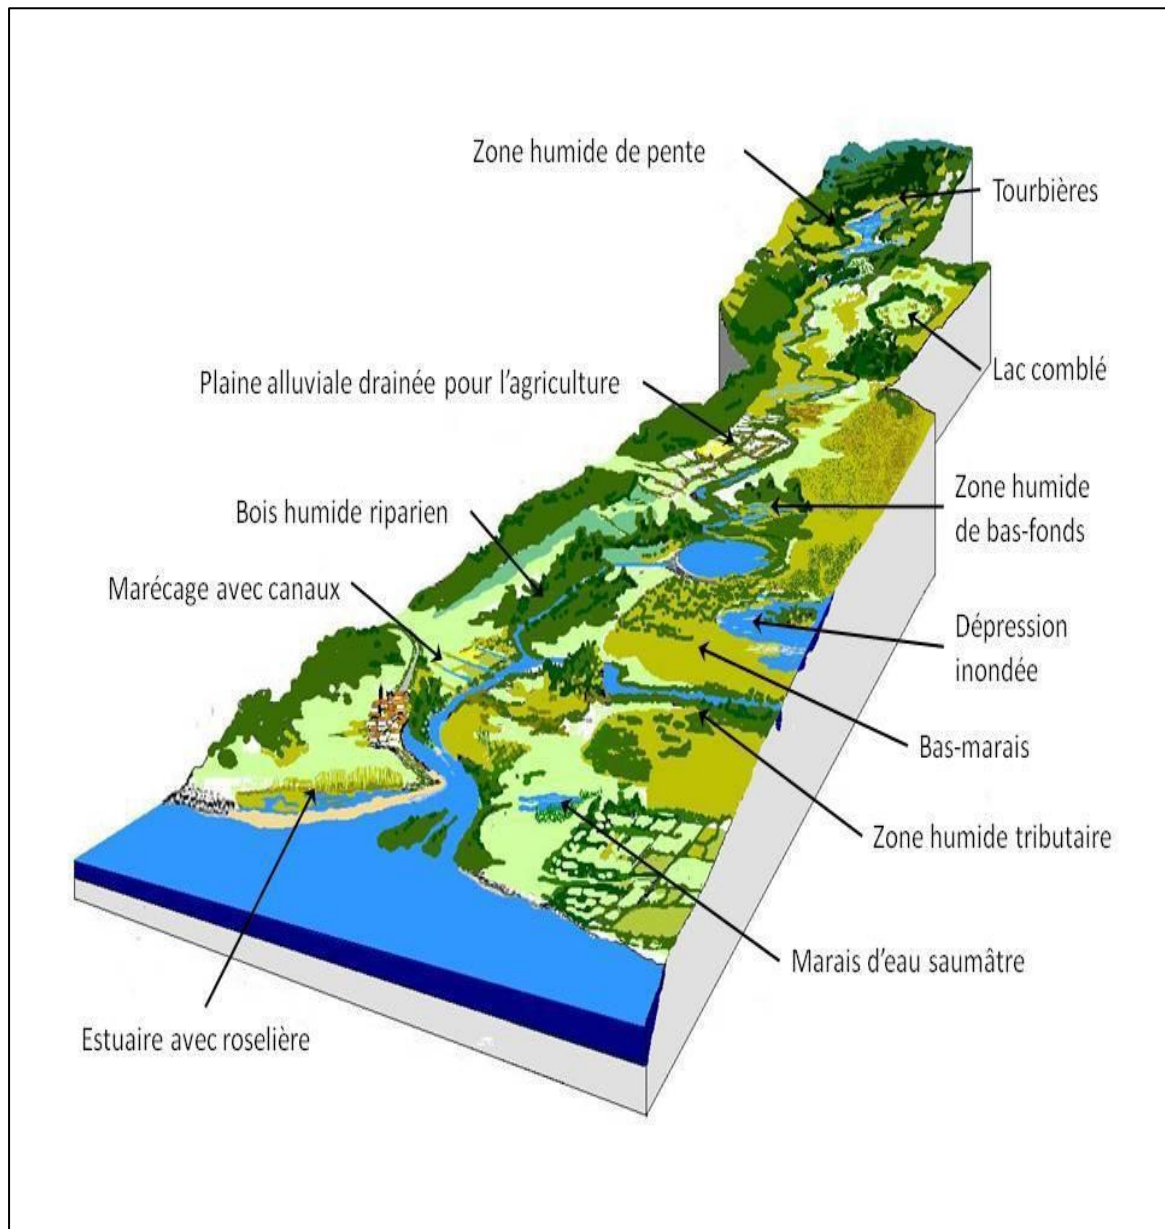 Zone humide de pente
Tourbières
Lac comblé
Plaine alluviale drainée pour l'agriculture
Zone humide
de bas-fonds
Bois humide riparien
Marécage avec canaux
Dépression
inondée
Bas-marais
Zone humide tributaire
Marais d'eau saumâtre
Estuaire avec roselière